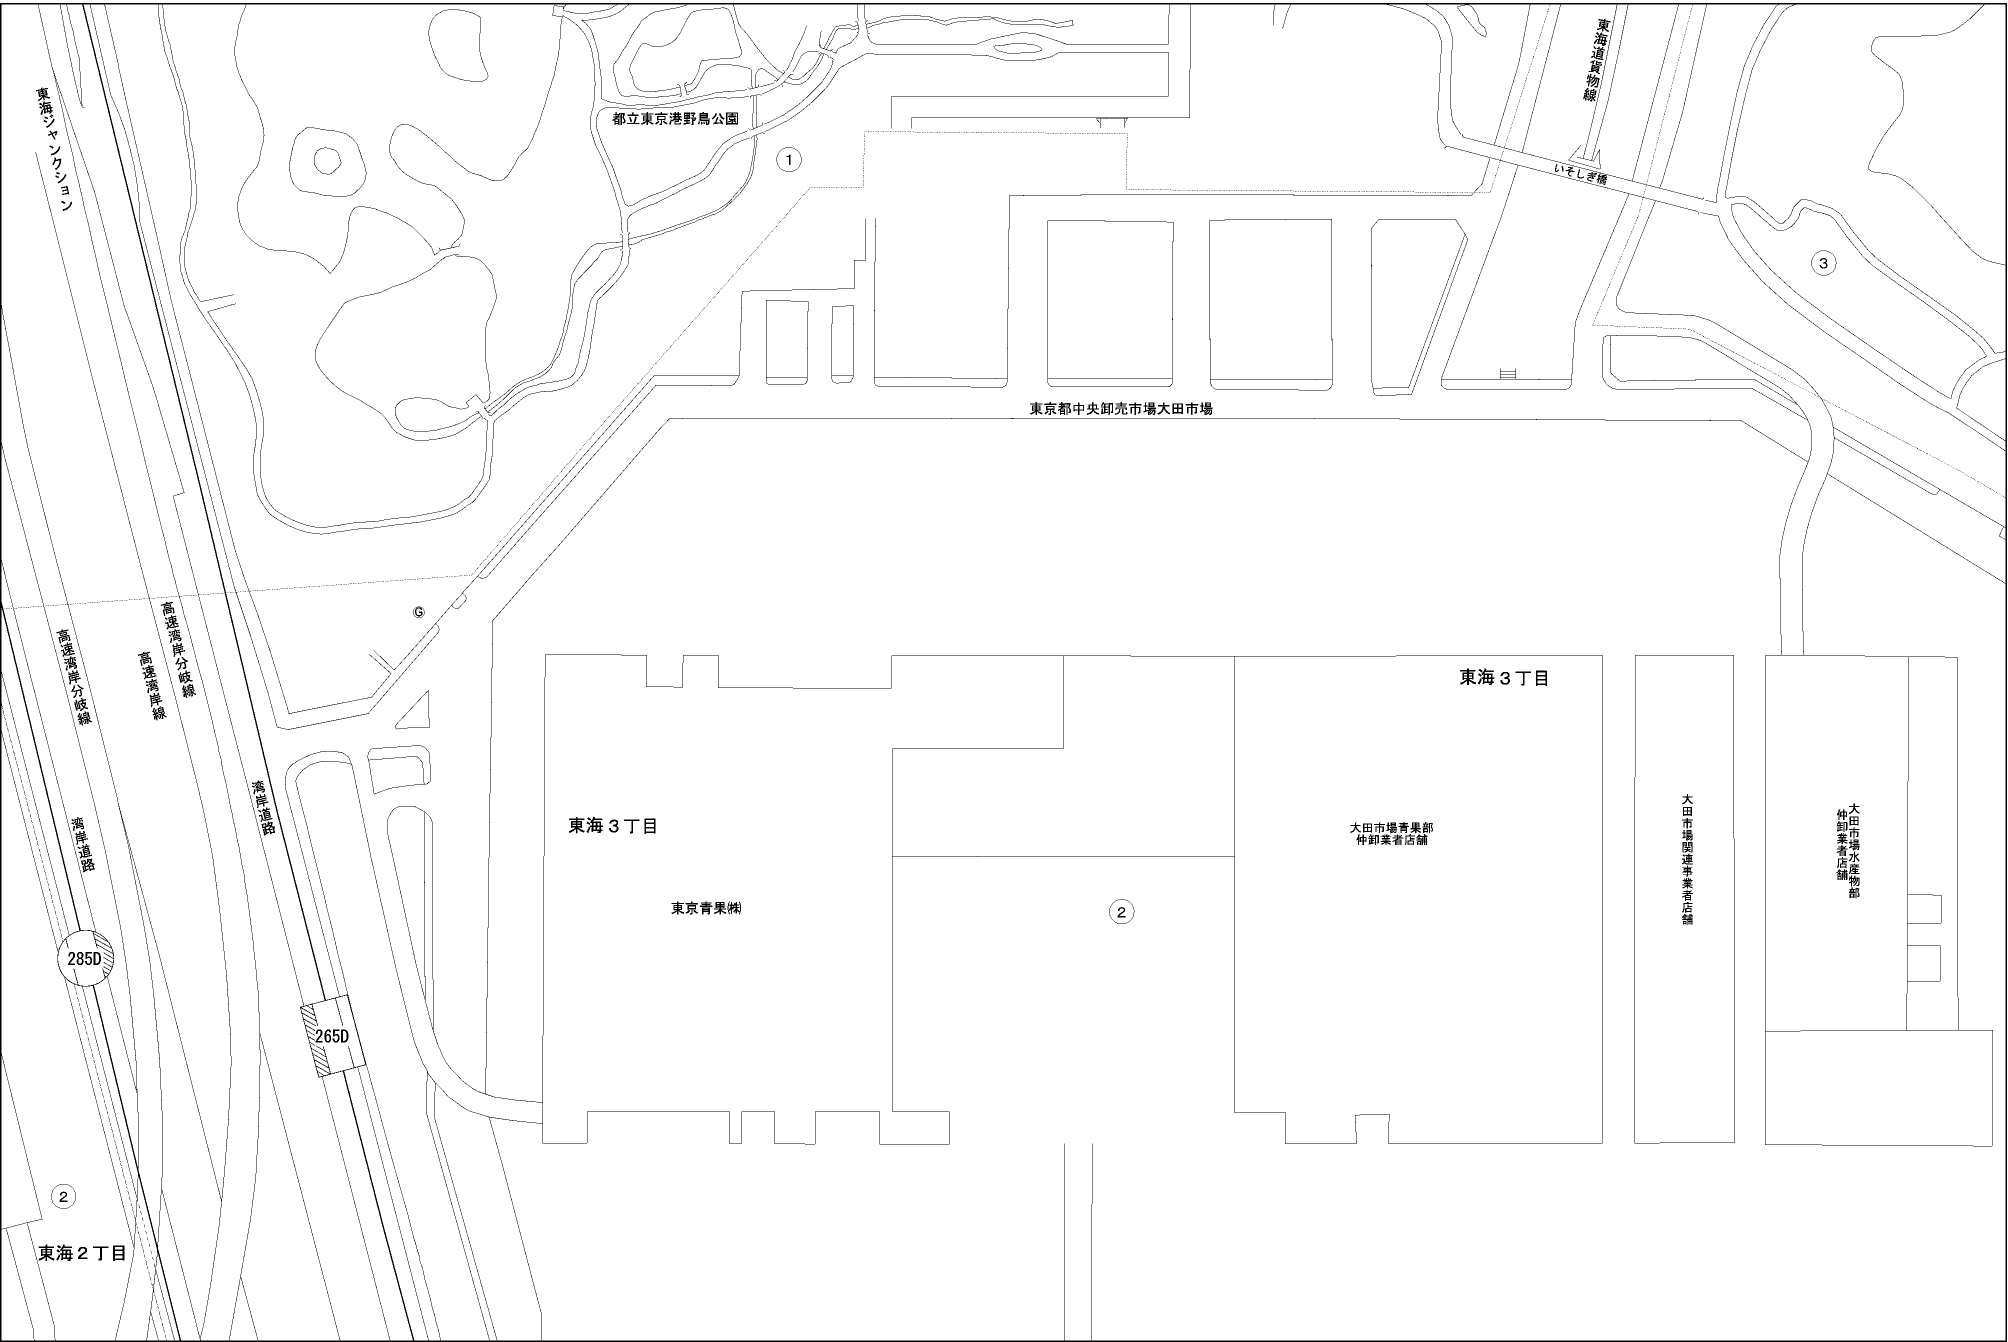 東海道貨物線
東海ジャンクション
都立東京港野鳥公園
1
いそしぎ橋
3
東京都中央卸売市場大田市場
G
高速湾岸分岐線
高速湾岸分岐線
高速湾岸線
東海3丁目
湾岸道路
湾岸道路
東海3丁目
大田市場青果部
仲卸業者店舗
大田市場関連事業者店舗
大田市場水産物部
仲卸業者店舗
東京青果㈱
2
285D
265D
2
東海2丁目